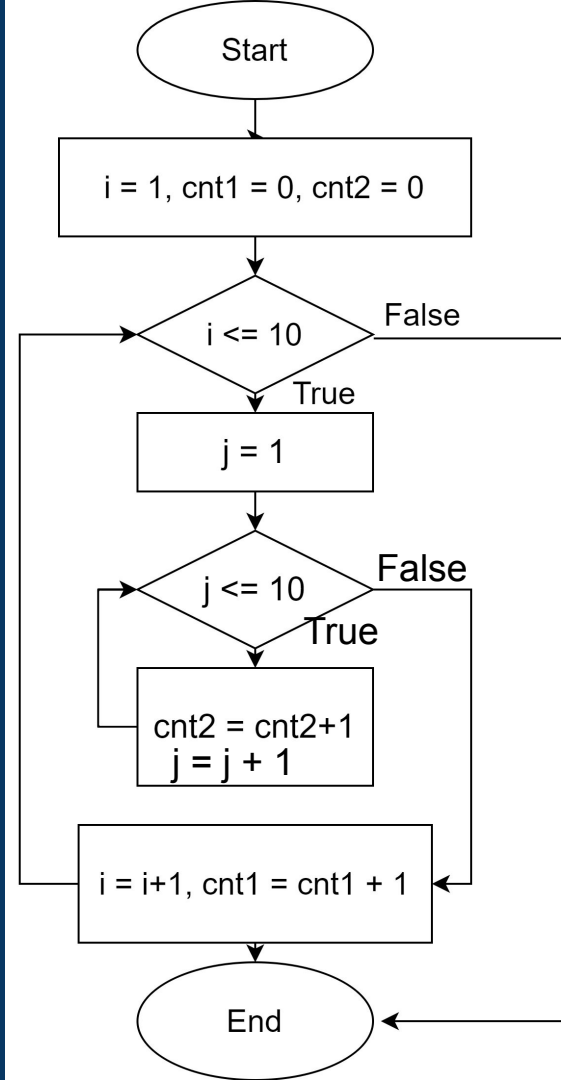 Start
i = 1, cnt1 = 0, cnt2 = 0
i <= 10
False
True
j = 1
j <= 10
False
True
cnt2 = cnt2+1
j = j + 1
i = i+1, cnt1 = cnt1 + 1
End